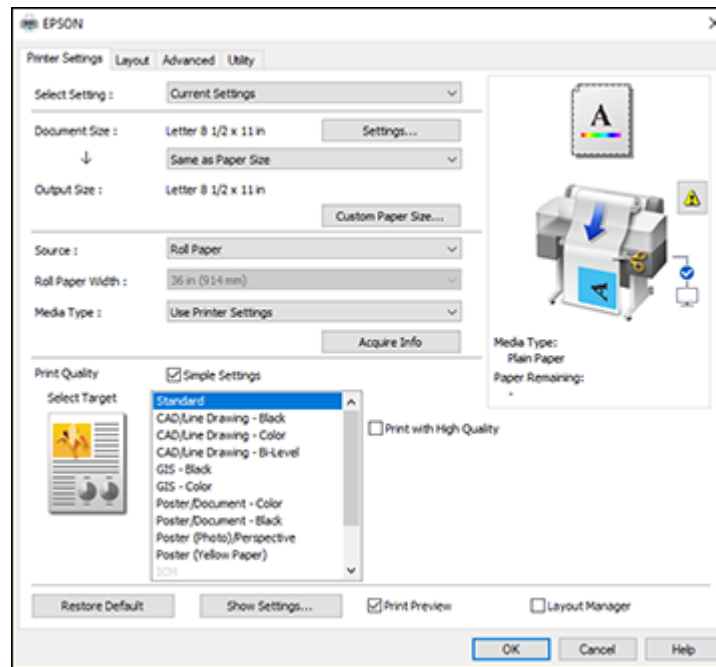 EPSON
Printer Settings Layout Advanced Utility
Select Setting : Current Settings
Document Size : Letter 8 1/2 x 11 in Settings...
Same as Paper Size
Output Size : Letter 8 1/2 x 11 in
Custom Paper Size...
Source : Roll Paper
Roll Paper Width : 36 in (914 mm)
Media Type : Use Printer Settings
Acquire Info
Print Quality Simple Settings
Select Target
Standard
CAD/Line Drawing - Black
CAD/Line Drawing - Color
CAD/Line Drawing - Bi-Level
GIS - Black
GIS - Color
Poster/Document - Color
Poster/Document - Black
Poster (Photo)/Perspective
Poster (Yellow Paper)
ICM
Print with High Quality
A
A
Media Type:
Plain Paper
Paper Remaining:
-
Restore Default Show Settings... Print Preview Layout Manager
OK Cancel Help